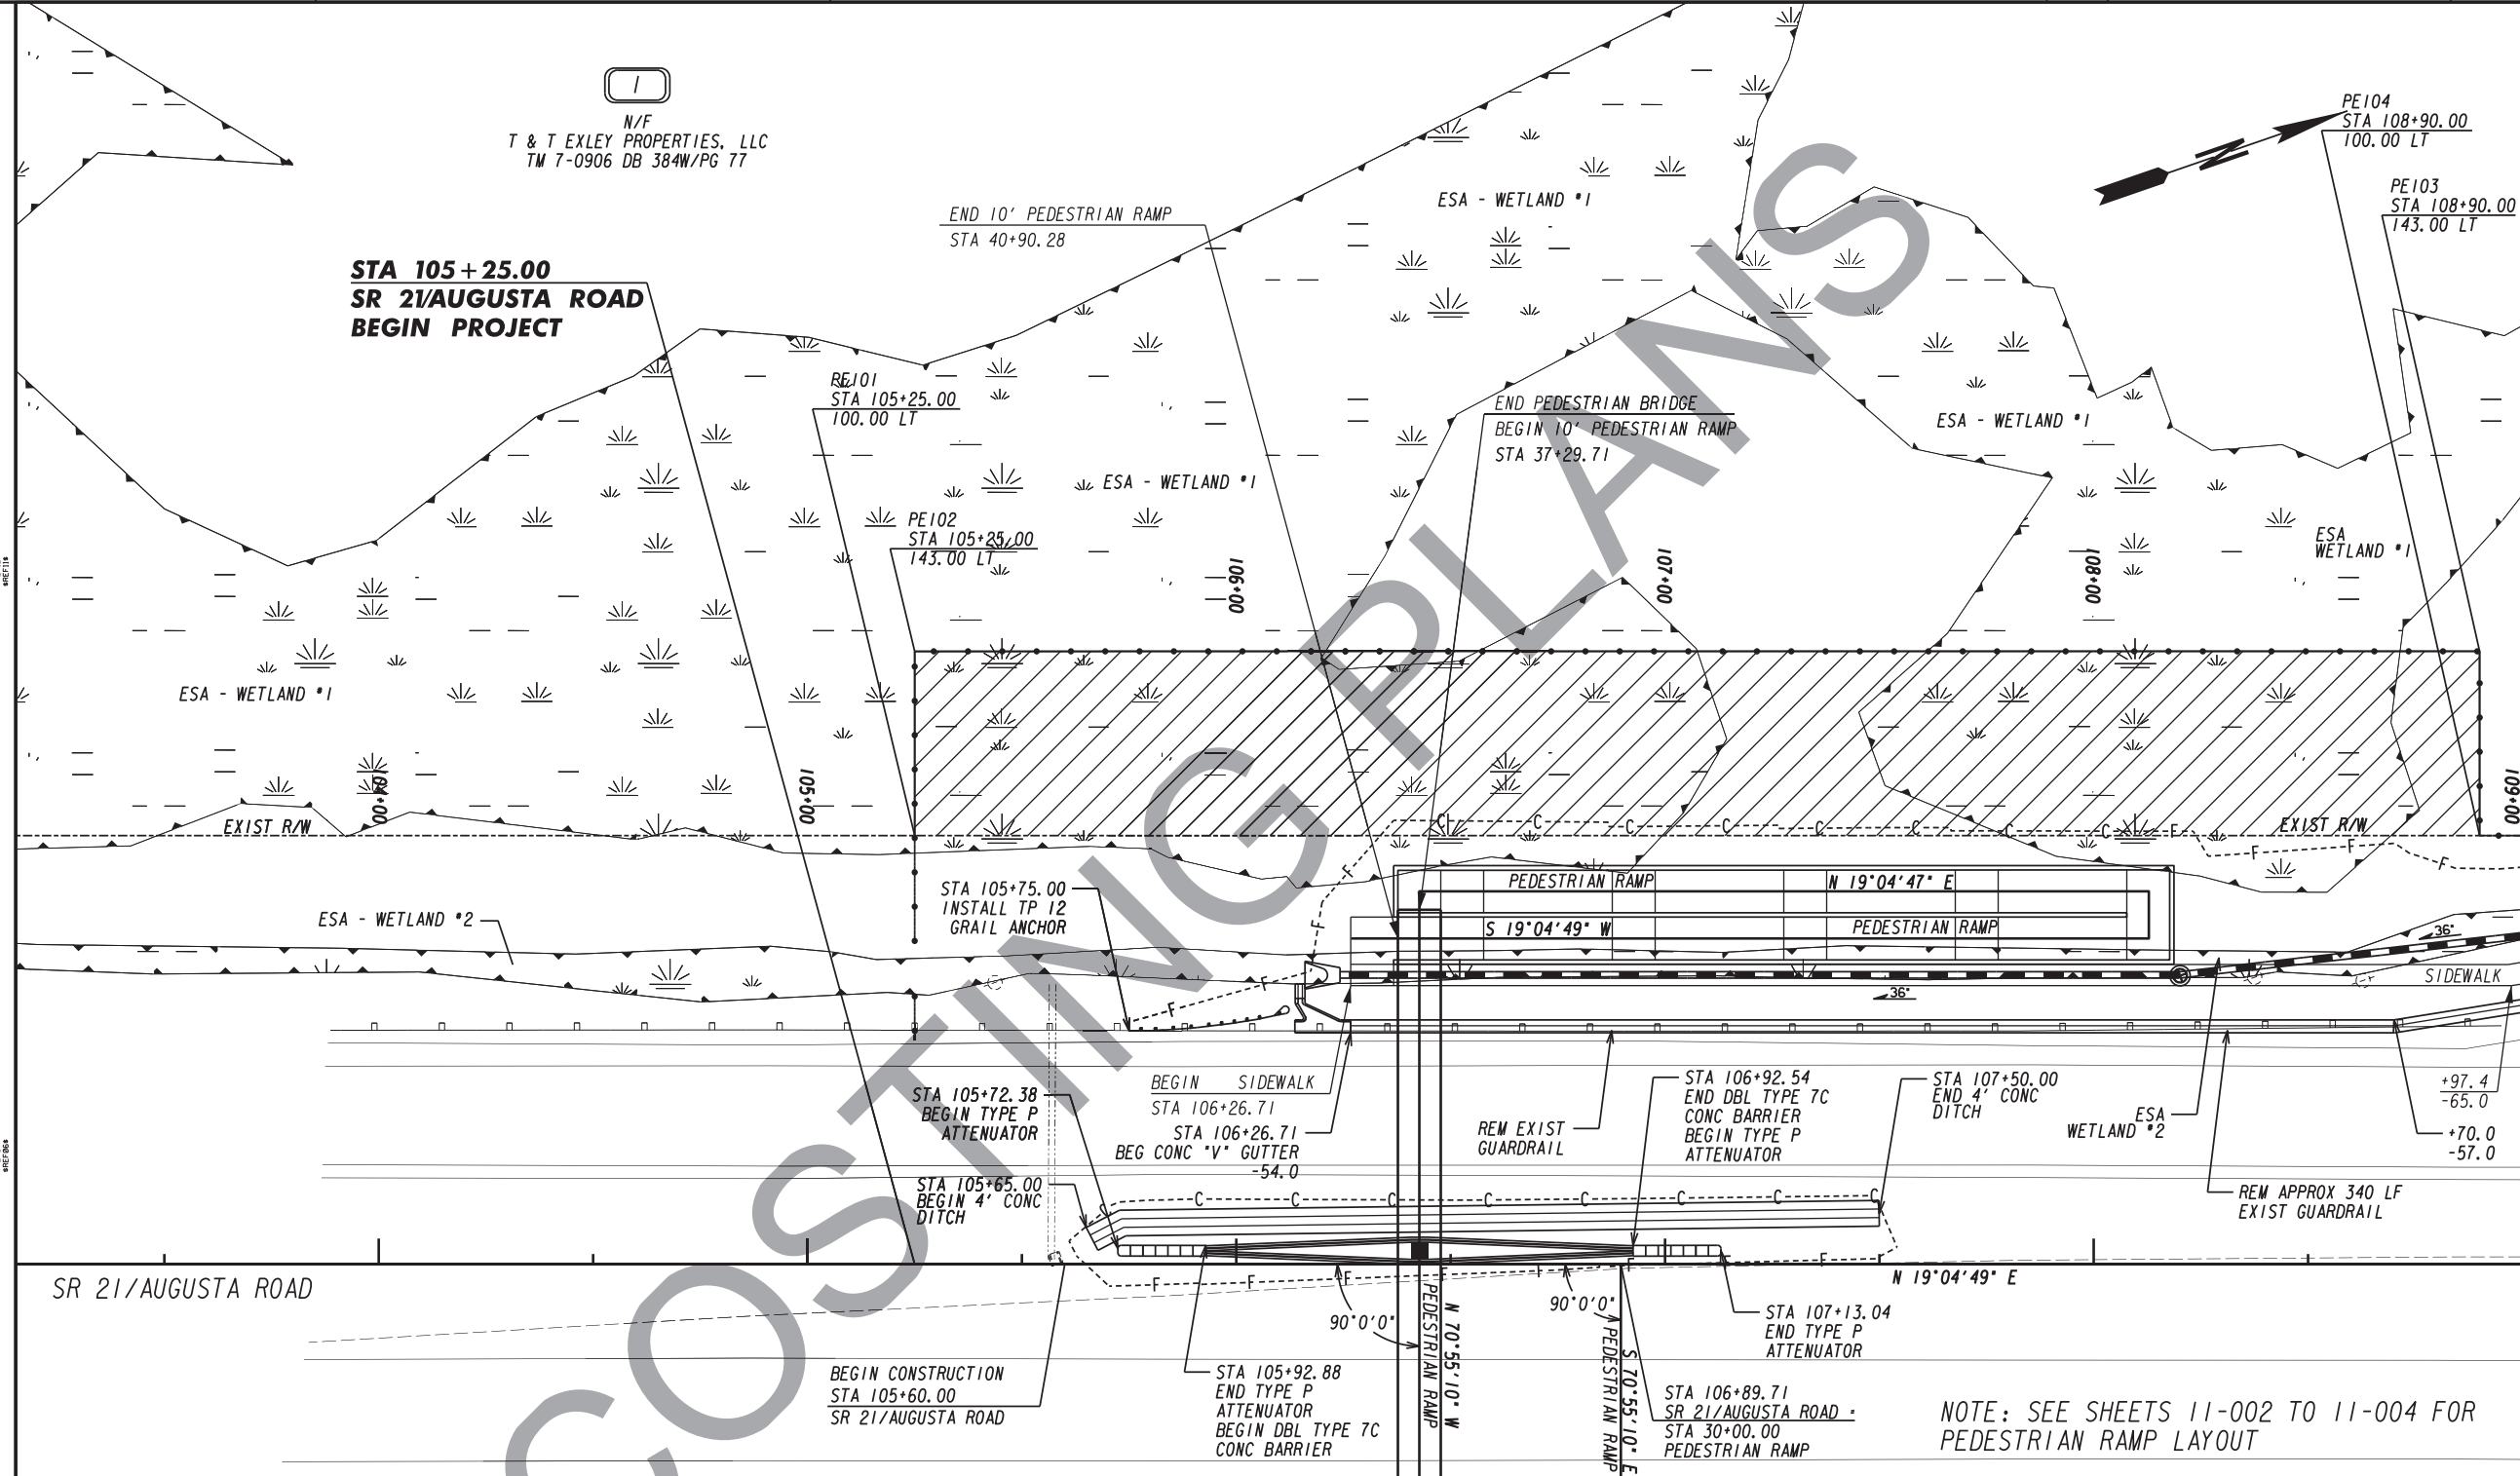 1
N/F
T & T EXLEY PROPERTIES, LLC
TM 7-0906 DB 384W/PG 77
STA 105+25.00
SR 21/AUGUSTA ROAD
BEGIN PROJECT
END 10' PEDESTRIAN RAMP
STA 40+90.28
ESA - WETLAND #1
PE104
STA 108+90.00
100.00 LT
PE103
STA 108+90.00
143.00 LT
PE101
STA 105+25.00
100.00 LT
PE102
STA 105+25.00
143.00 LT
ESA - WETLAND #1
END PEDESTRIAN BRIDGE
BEGIN 10' PEDESTRIAN RAMP
STA 37+29.71
ESA - WETLAND #1
ESA
WETLAND #1
ESA - WETLAND #1
104+00
105+00
106+00
107+00
108+00
109+00
EXIST R/W
EXIST R/W
ESA - WETLAND #2
STA 105+75.00
INSTALL TP 12
GRAIL ANCHOR
PEDESTRIAN RAMP
N 19°04'47" E
S 19°04'49" W
PEDESTRIAN RAMP
36"
36"
SIDEWALK
STA 105+72.38
BEGIN TYPE P
ATTENUATOR
BEGIN SIDEWALK
STA 106+26.71
STA 106+26.71
BEG CONC "V" GUTTER
-54.0
REM EXIST
GUARDRAIL
STA 106+92.54
END DBL TYPE 7C
CONC BARRIER
BEGIN TYPE P
ATTENUATOR
STA 107+50.00
END 4' CONC
DITCH
ESA
WETLAND #2
+97.4
-65.0
+70.0
-57.0
REM APPROX 340 LF
EXIST GUARDRAIL
STA 105+65.00
BEGIN 4' CONC
DITCH
C C C C C C C C
F F F F F F
SR 21/AUGUSTA ROAD
N 19°04'49" E
90°0'0"
90°0'0"
N 70°55'10" W
PEDESTRIAN RAMP
S 70°55'10" E
PEDESTRIAN RAMP
STA 107+13.04
END TYPE P
ATTENUATOR
BEGIN CONSTRUCTION
STA 105+60.00
SR 21/AUGUSTA ROAD
STA 105+92.88
END TYPE P
ATTENUATOR
BEGIN DBL TYPE 7C
CONC BARRIER
STA 106+89.71
SR 21/AUGUSTA ROAD =
STA 30+00.00
PEDESTRIAN RAMP
NOTE: SEE SHEETS 11-002 TO 11-004 FOR
PEDESTRIAN RAMP LAYOUT
COSTING PLANS